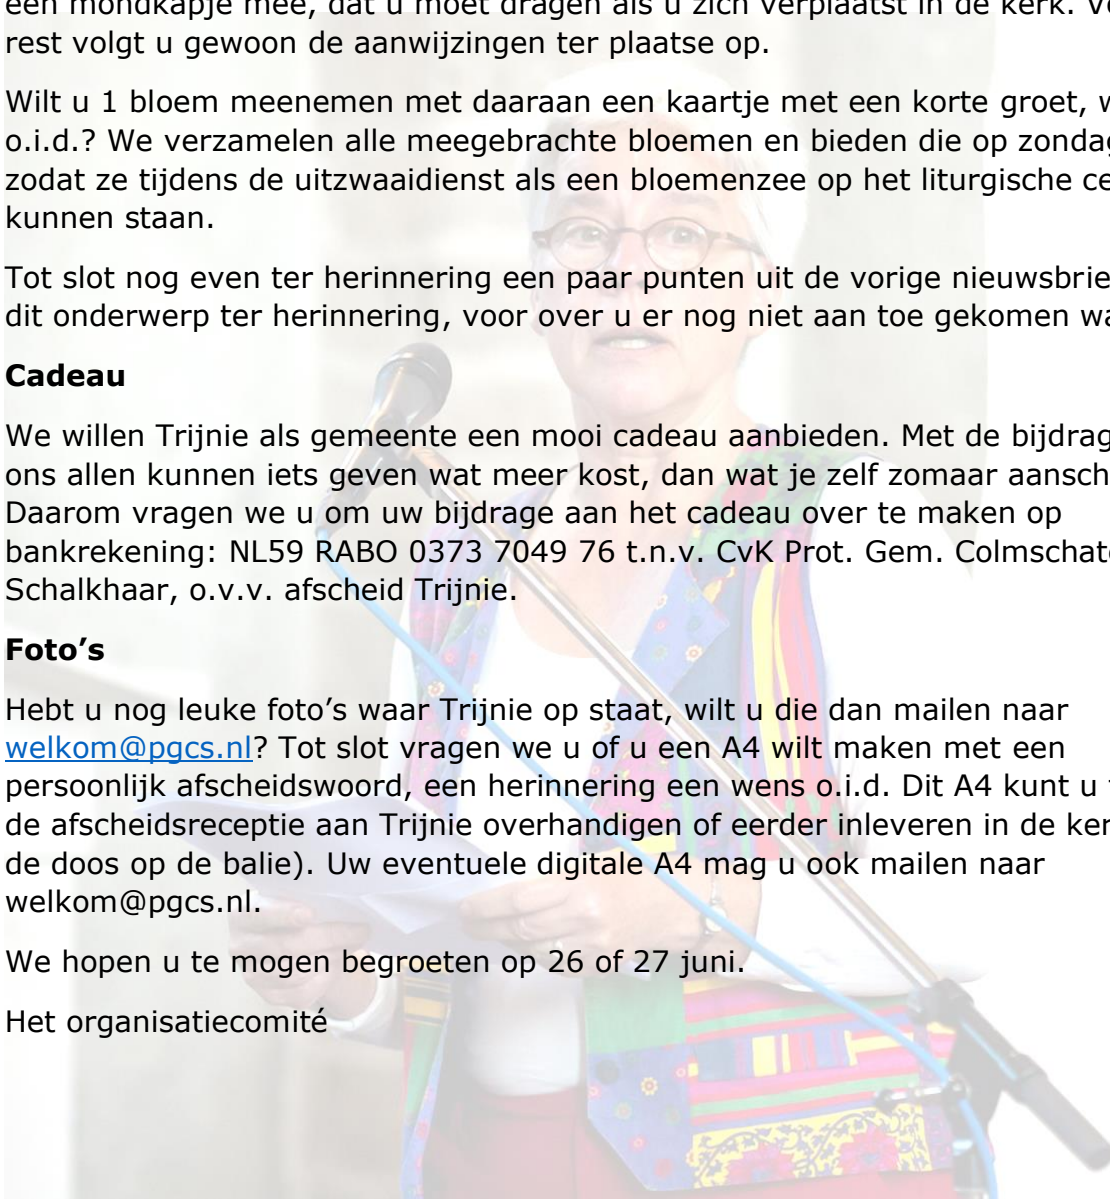 een mondkapje mee, dat u moet dragen als u zich verplaatst in de kerk.
rest volgt u gewoon de aanwijzingen ter plaatse op.
Wilt u 1 bloem meenemen met daaraan een kaartje met een korte groet,
o.i.d.? We verzamelen alle meegebrachte bloemen en bieden die op zondag
zodat ze tijdens de uitzwaaidienst als een bloemenzee op het liturgische ce
kunnen staan.
Tot slot nog even ter herinnering een paar punten uit de vorige nieuwsbrie
dit onderwerp ter herinnering, voor over u er nog niet aan toe gekomen wa
Cadeau
We willen Trijnie als gemeente een mooi cadeau aanbieden. Met de bijdrag
ons allen kunnen iets geven wat meer kost, dan wat je zelf zomaar aansch
Daarom vragen we u om uw bijdrage aan het cadeau over te maken op
bankrekening: NL59 RABO 0373 7049 76 t.n.v. CvK Prot. Gem. Colmschate
Schalkhaar, o.v.v. afscheid Trijnie.
Foto’s
Hebt u nog leuke foto’s waar Trijnie op staat, wilt u die dan mailen naar
welkom@pgcs.nl? Tot slot vragen we u of u een A4 wilt maken met een
persoonlijk afscheidswoord, een herinnering een wens o.i.d. Dit A4 kunt u
de afscheidsreceptie aan Trijnie overhandigen of eerder inleveren in de ker
de doos op de balie). Uw eventuele digitale A4 mag u ook mailen naar
welkom@pgcs.nl.
We hopen u te mogen begroeten op 26 of 27 juni.
Het organisatiecomité